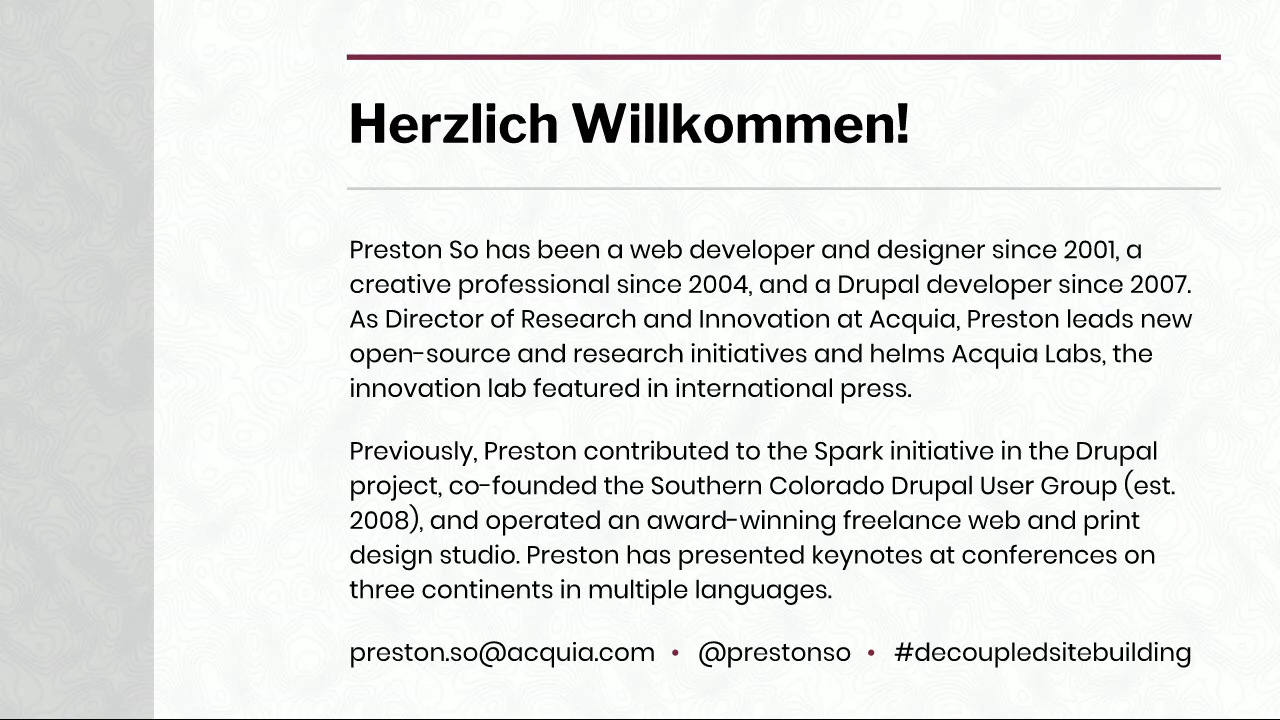 Herzlich Willkommen!
Preston So has been a web developer and designer since 2001, a
creative professional since 2004, and a Drupal developer since 2007.
As Director of Research and Innovation at Acquia, Preston leads new
open-source and research initiatives and helms Acquia Labs, the
innovation lab featured in international press.
Previously, Preston contributed to the Spark initiative in the Drupal
project, co-founded the Southern Colorado Drupal User Group (est.
2008), and operated an award-winning freelance web and print
design studio. Preston has presented keynotes at conferences on
three continents in multiple languages.
preston.so@acquia.com • @prestonso • #decoupledsitebuilding